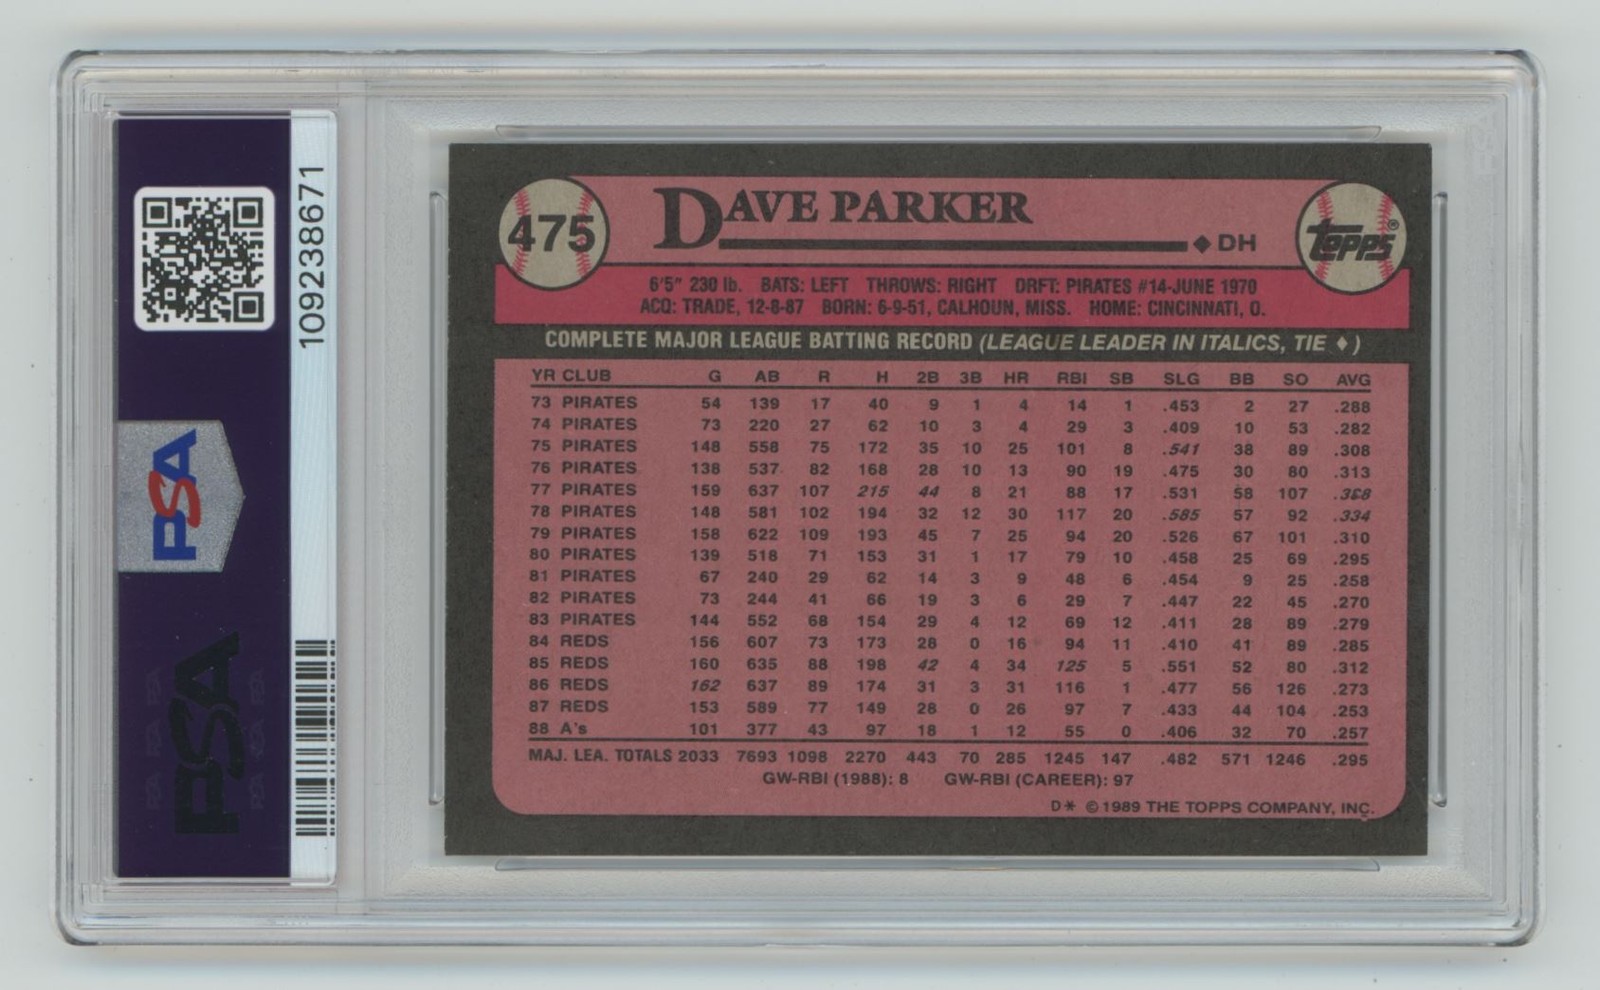 109238671
PSA
PSA
475
DAVE PARKER
♦ DH
TOPPS®
6'5" 230 lb. BATS: LEFT THROWS: RIGHT DRFT: PIRATES #14-JUNE 1970
ACQ: TRADE, 12-8-87 BORN: 6-9-51, CALHOUN, MISS. HOME: CINCINNATI, O.
COMPLETE MAJOR LEAGUE BATTING RECORD (LEAGUE LEADER IN ITALICS, TIE ♦)
YR CLUB G AB R H 2B 3B HR RBI SB SLG BB SO AVG
73 PIRATES 54 139 17 40 9 1 4 14 1 .453 2 27 .288
74 PIRATES 73 220 27 62 10 3 4 29 3 .409 10 53 .282
75 PIRATES 148 558 75 172 35 10 25 101 8 .541 38 89 .308
76 PIRATES 138 537 82 168 28 10 13 90 19 .475 30 80 .313
77 PIRATES 159 637 107 215 44 8 21 88 17 .531 58 107 .338
78 PIRATES 148 581 102 194 32 12 30 117 20 .585 57 92 .334
79 PIRATES 158 622 109 193 45 7 25 94 20 .526 67 101 .310
80 PIRATES 139 518 71 153 31 1 17 79 10 .458 25 69 .295
81 PIRATES 67 240 29 62 14 3 9 48 6 .454 9 25 .258
82 PIRATES 73 244 41 66 19 3 6 29 7 .447 22 45 .270
83 PIRATES 144 552 68 154 29 4 12 69 12 .411 28 89 .279
84 REDS 156 607 73 173 28 0 16 94 11 .410 41 89 .285
85 REDS 160 635 88 198 42 4 34 125 5 .551 52 80 .312
86 REDS 162 637 89 174 31 3 31 116 1 .477 56 126 .273
87 REDS 153 589 77 149 28 0 26 97 7 .433 44 104 .253
88 A's 101 377 43 97 18 1 12 55 0 .406 32 70 .257
MAJ. LEA. TOTALS 2033 7693 1098 2270 443 70 285 1245 147 .482 571 1246 .295
GW-RBI (1988): 8 GW-RBI (CAREER): 97
D* ©1989 THE TOPPS COMPANY, INC.